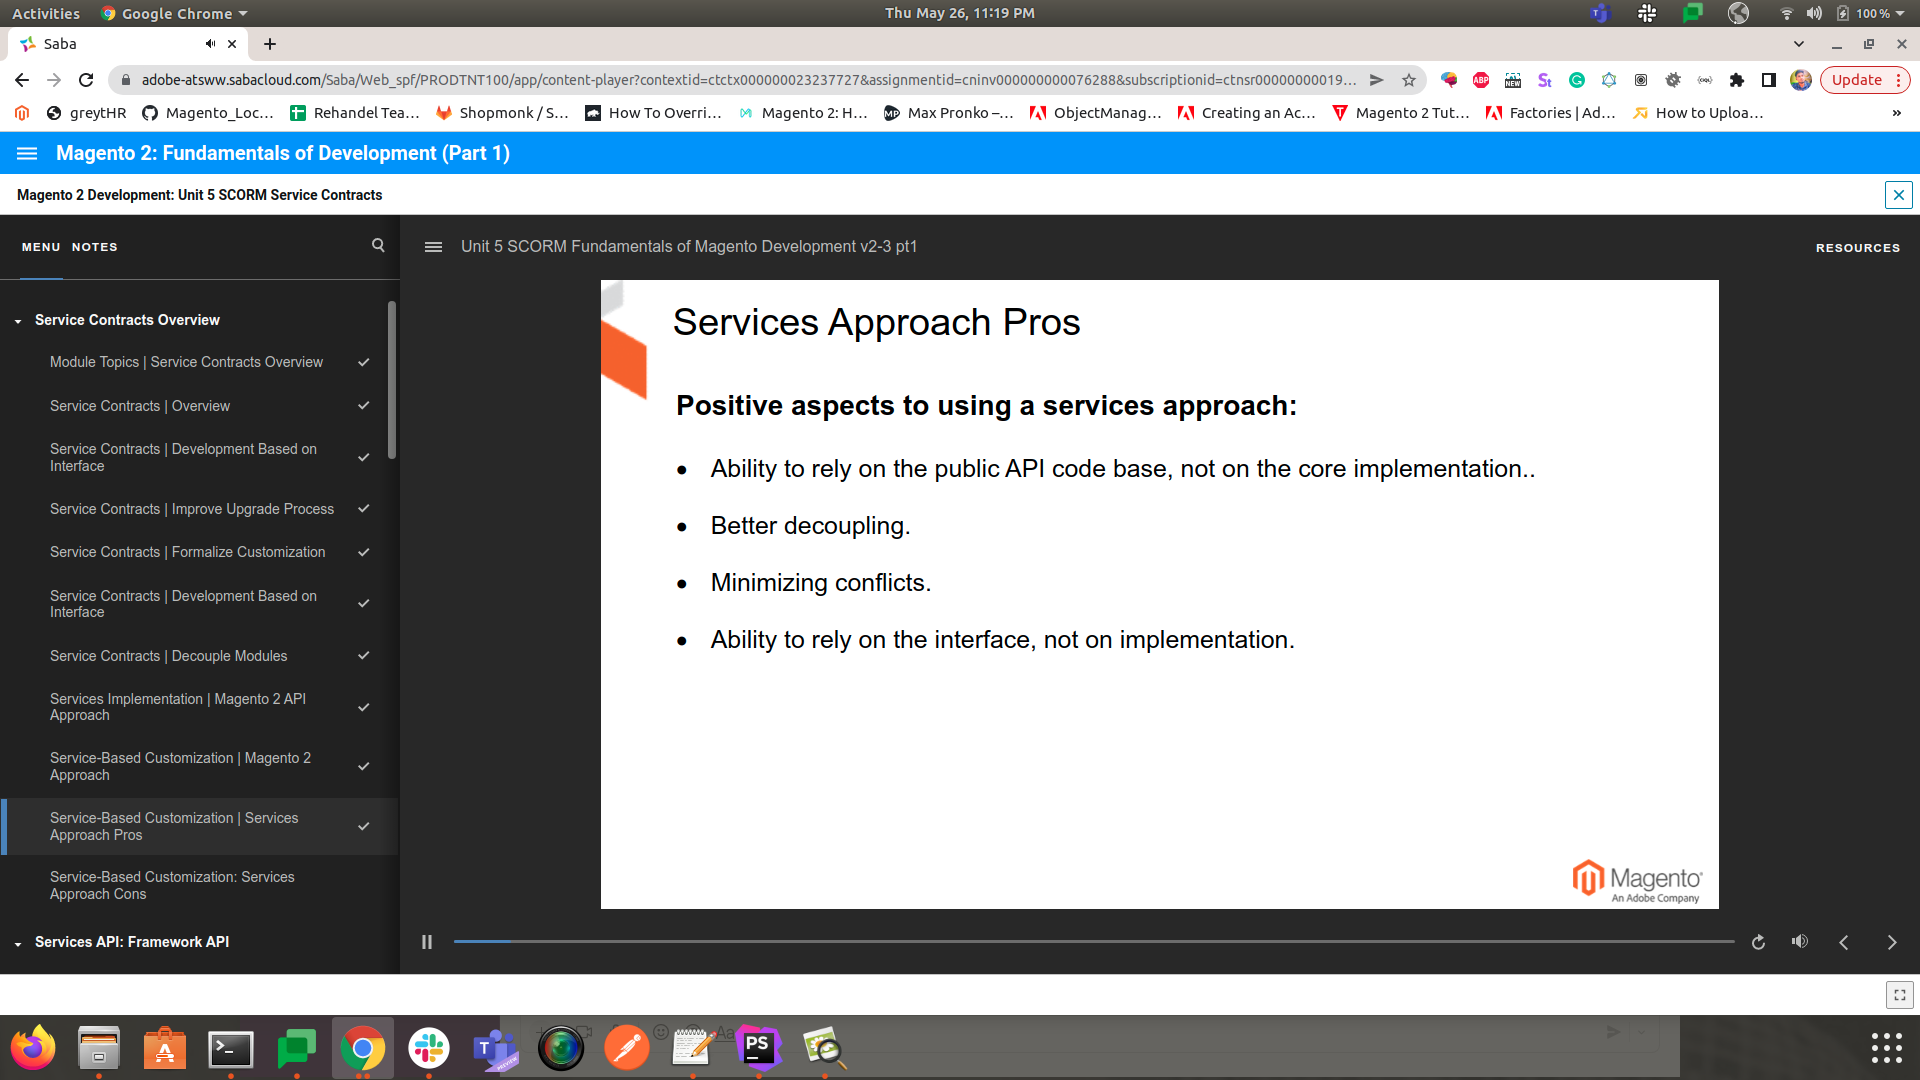 Activities
Google Chrome
Thu May 26, 11:19 PM
100 %
Saba
adobe-atsww.sabacloud.com/Saba/Web_spf/PRODTNT100/app/content-player?contextid=ctctx000000023237727&assignmentid=cninv000000000076288&subscriptionid=ctnsr00000000019...
ABP
NEW
St
Update
greytHR
Magento_Loc...
Rehandel Tea...
Shopmonk / S...
How To Overri...
Magento 2: H...
Max Pronko –...
ObjectManag...
Creating an Ac...
Magento 2 Tut...
Factories | Ad...
How to Uploa...
»
Magento 2: Fundamentals of Development (Part 1)
Magento 2 Development: Unit 5 SCORM Service Contracts
MENU
NOTES
Unit 5 SCORM Fundamentals of Magento Development v2-3 pt1
RESOURCES
Service Contracts Overview
Module Topics | Service Contracts Overview
Service Contracts | Overview
Service Contracts | Development Based on
Interface
Service Contracts | Improve Upgrade Process
Service Contracts | Formalize Customization
Service Contracts | Development Based on
Interface
Service Contracts | Decouple Modules
Services Implementation | Magento 2 API
Approach
Service-Based Customization | Magento 2
Approach
Service-Based Customization | Services
Approach Pros
Service-Based Customization: Services
Approach Cons
Services API: Framework API
Services Approach Pros
Positive aspects to using a services approach:
• Ability to rely on the public API code base, not on the core implementation..
• Better decoupling.
• Minimizing conflicts.
• Ability to rely on the interface, not on implementation.
Magento
An Adobe Company
PS